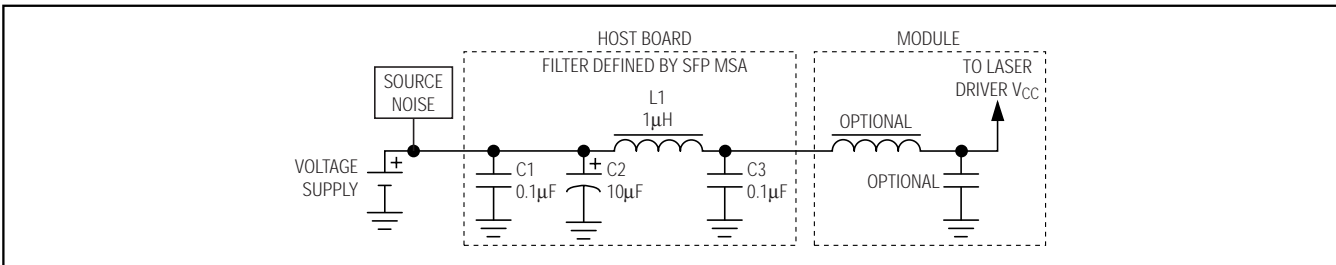 HOST BOARD
FILTER DEFINED BY SFP MSA
MODULE
SOURCE
NOISE
TO LASER
DRIVER VCC
L1
1μH
OPTIONAL
VOLTAGE
SUPPLY
+
C1
0.1μF
+
C2
10μF
C3
0.1μF
OPTIONAL